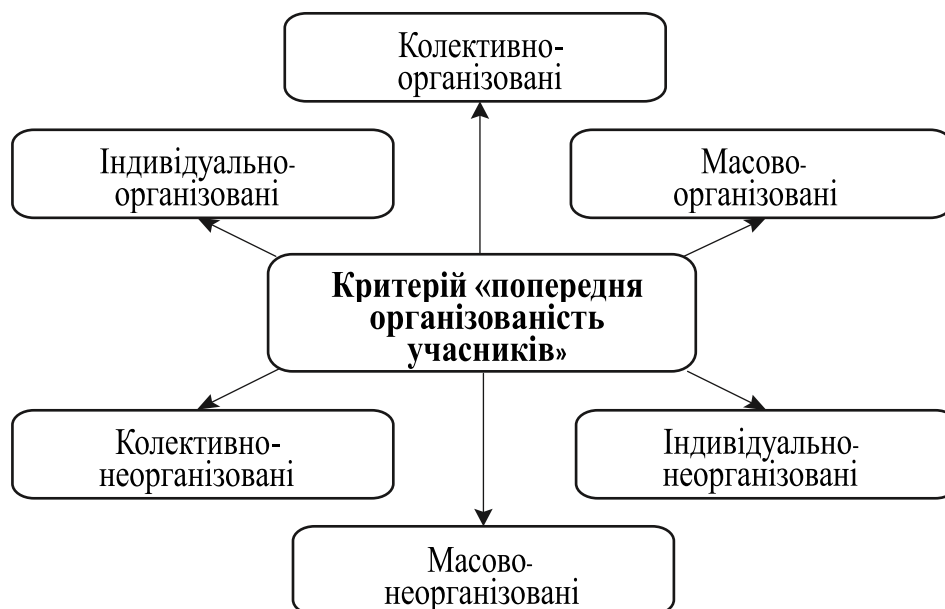 Колективно-
організовані
Індивідуально-
організовані
Масово-
організовані
Критерій «попередня
організованість
учасників»
Колективно-
неорганізовані
Індивідуально-
неорганізовані
Масово-
неорганізовані